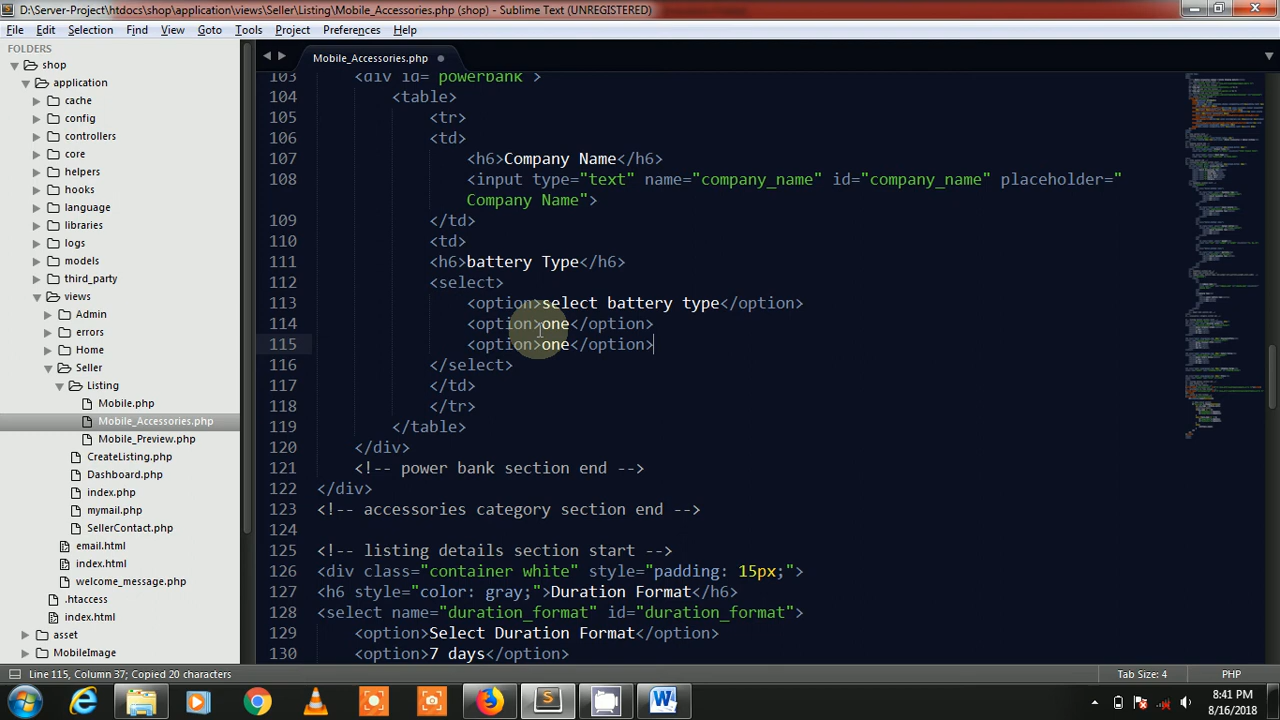 D:\Server-Project\htdocs\shop\application\views\Seller\Listing\Mobile_Accessories.php (shop) - Sublime Text (UNREGISTERED)
File Edit Selection Find View Goto Tools Project Preferences Help
FOLDERS
shop
application
cache
config
controllers
core
helpers
hooks
language
libraries
logs
models
third_party
views
Admin
errors
Home
Seller
Listing
Mobile.php
Mobile_Accessories.php
Mobile_Preview.php
CreateListing.php
Dashboard.php
index.php
mymail.php
SellerContact.php
email.html
index.html
welcome_message.php
.htaccess
index.html
asset
MobileImage
Mobile_Accessories.php
103 <div id= powerbank >
104 <table>
105 <tr>
106 <td>
107 <h6>Company Name</h6>
108 <input type="text" name="company_name" id="company_name" placeholder="
Company Name">
109 </td>
110 <td>
111 <h6>battary Type</h6>
112 <select>
113 <option>select battary type</option>
114 <option>one</option>
115 <option>one</option>
116 </select>
117 </td>
118 </tr>
119 </table>
120 </div>
121 <!-- power bank section end -->
122 </div>
123 <!-- accessories category section end -->
124
125 <!-- listing details section start -->
126 <div class="container white" style="padding: 15px;">
127 <h6 style="color: gray;">Duration Format</h6>
128 <select name="duration_format" id="duration_format">
129 <option>Select Duration Format</option>
130 <option>7 days</option>
Line 115, Column 37; Copied 20 characters
Tab Size: 4
PHP
8:41 PM
8/16/2018